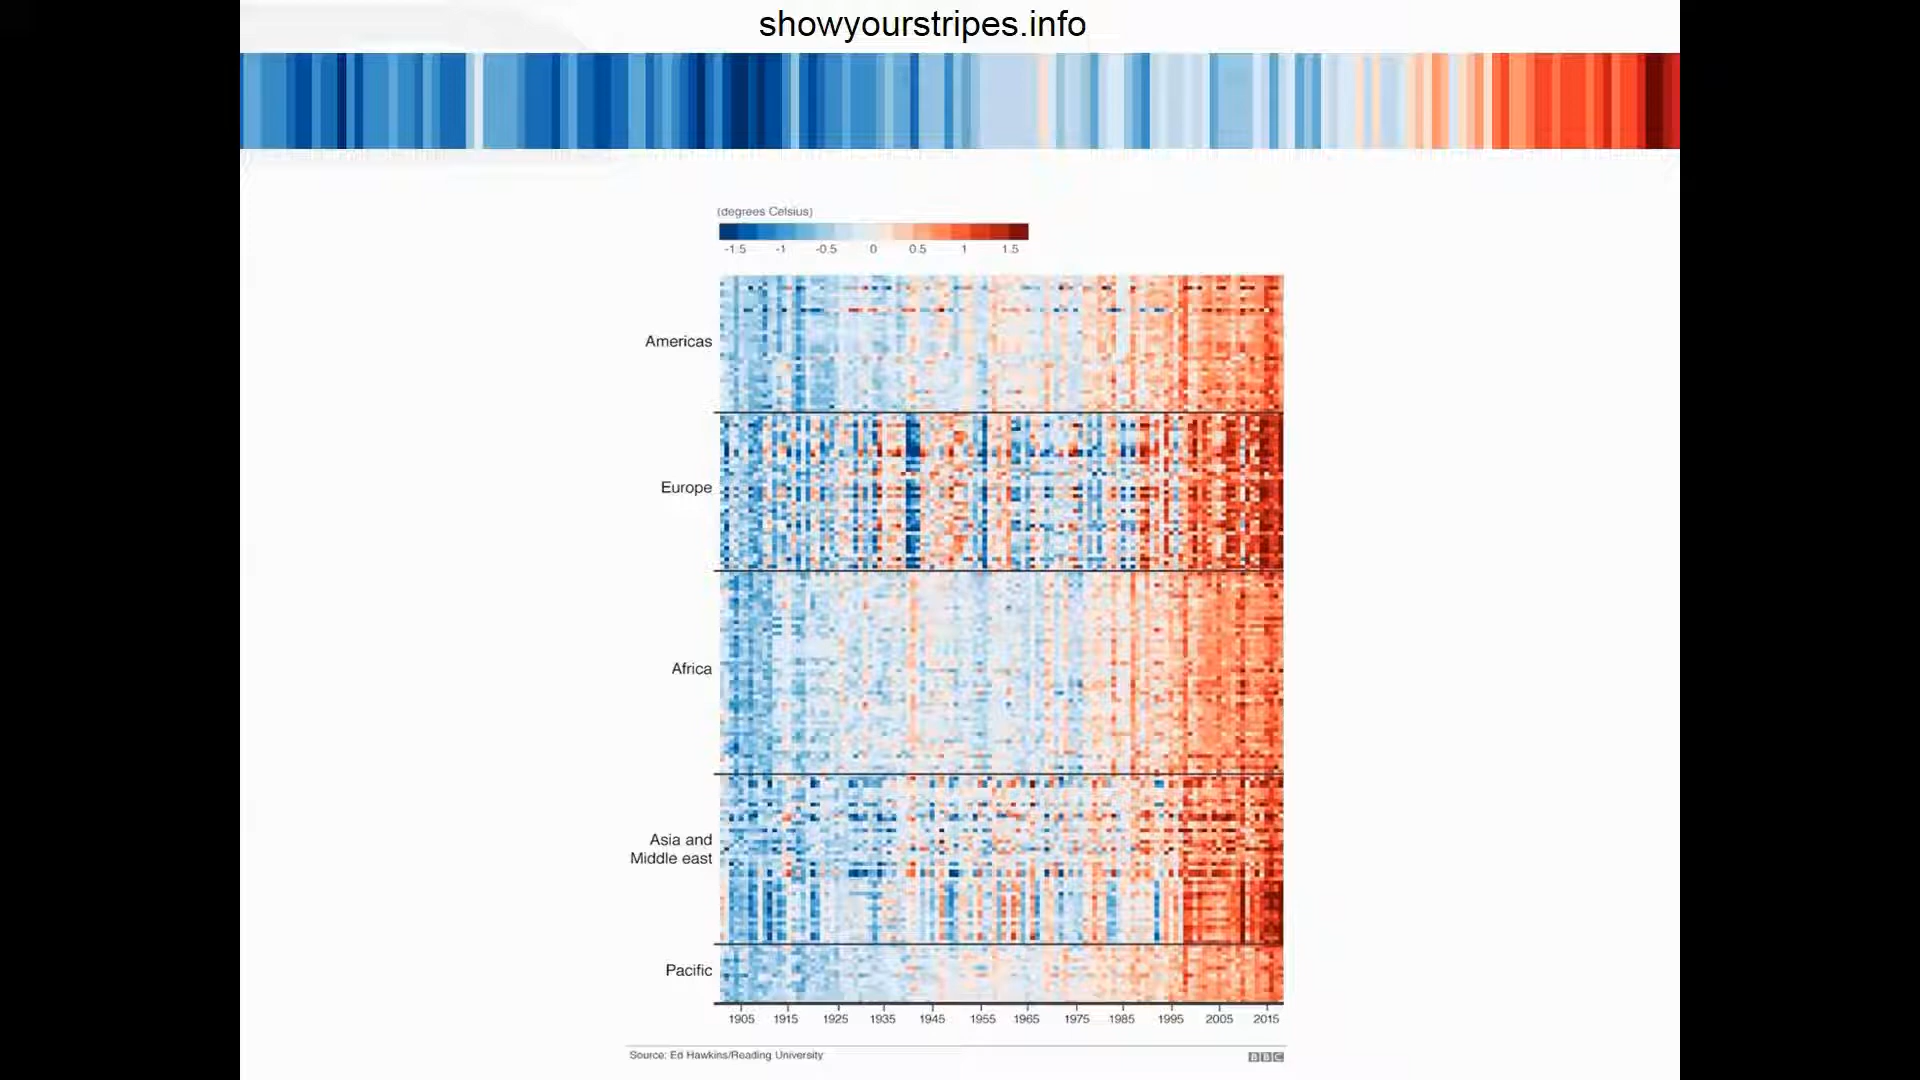 showyourstripes.info
(degrees Celsius)
-1.5 -1 -0.5 0 0.5 1 1.5
Americas
Europe
Africa
Asia and
Middle east
Pacific
1905 1915 1925 1935 1945 1955 1965 1975 1985 1995 2005 2015
Source: Ed Hawkins/Reading University
BBC